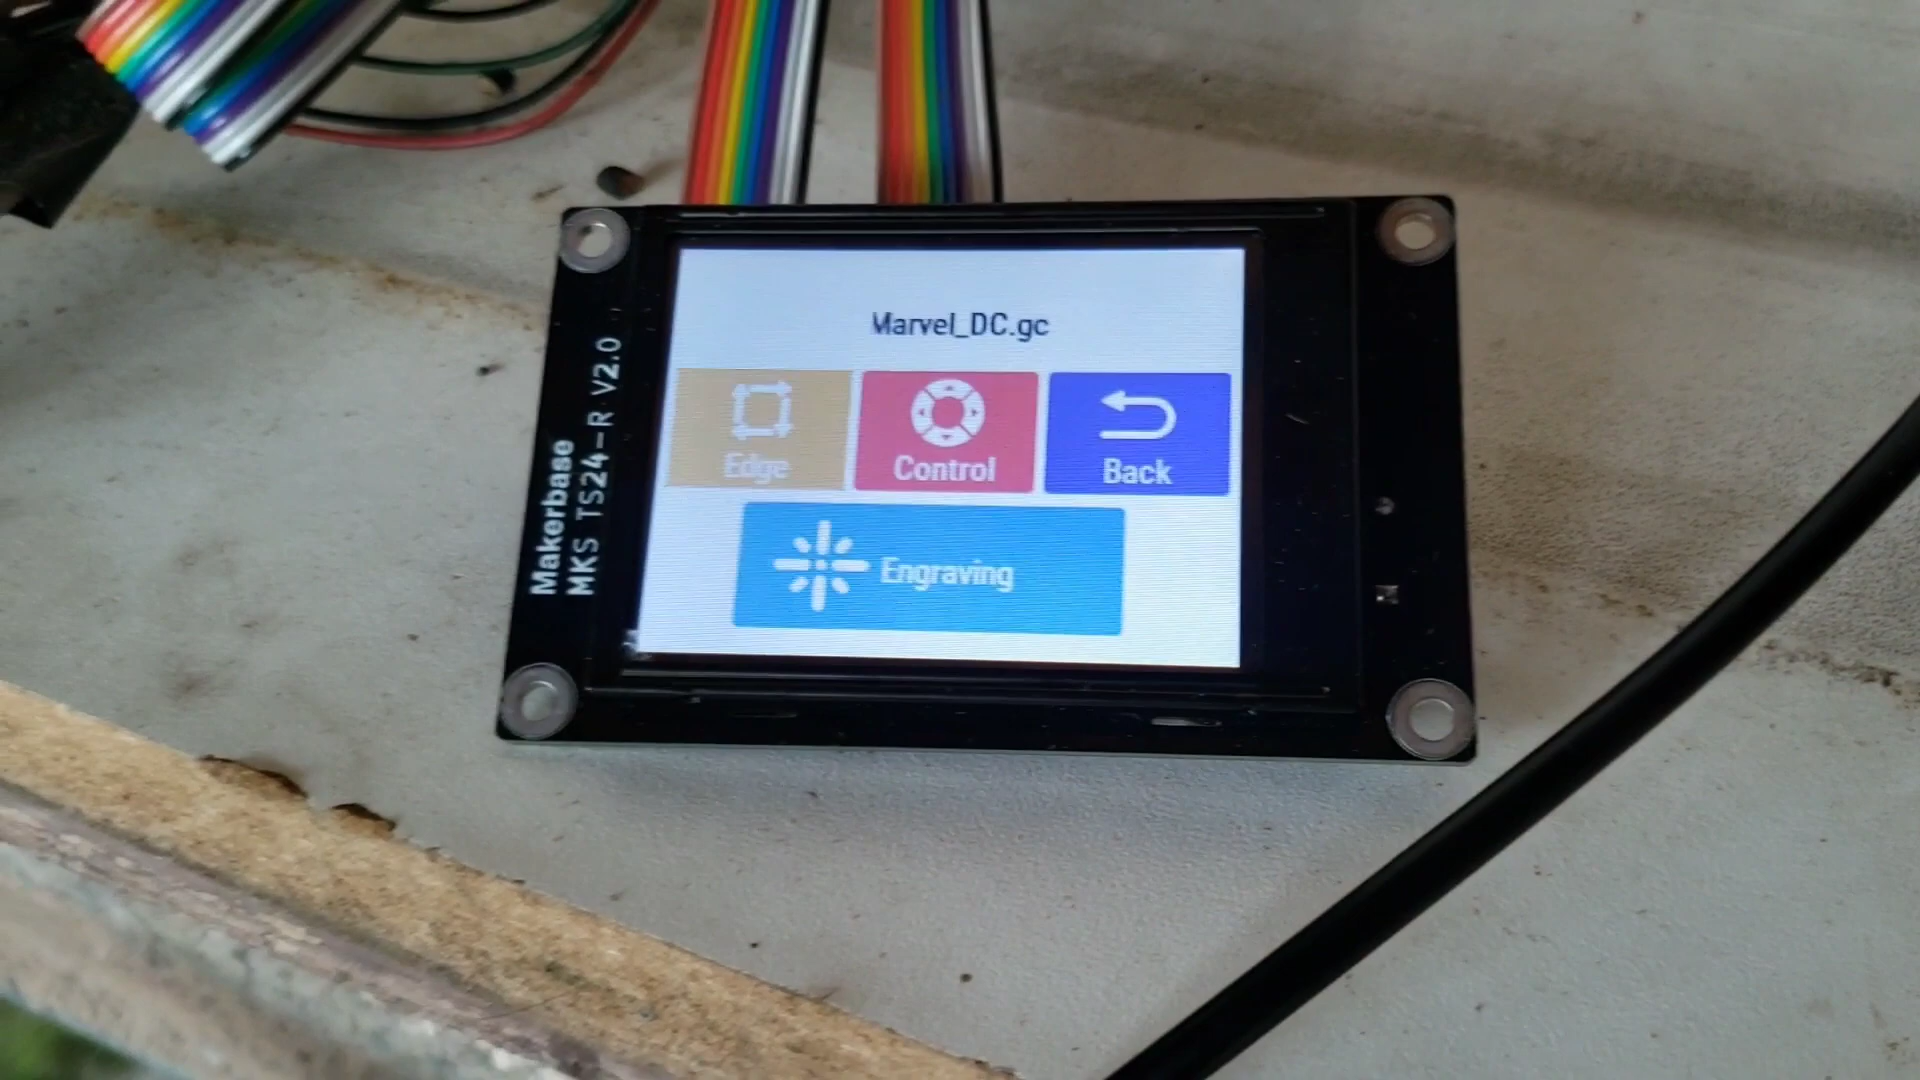 Makerbase
MKS TS24-R V2.0
Marvel_DC.gc
Edge
Control
Back
Engraving